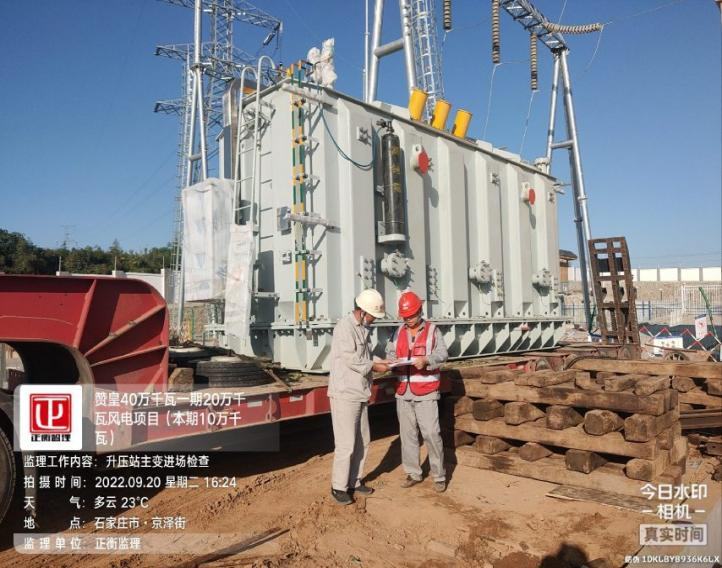 正衡监理
赞皇40万千瓦一期20万千
瓦风电项目（本期10万千
瓦）
监理工作内容：升压站主变进场检查
拍摄时间：2022.09.20 星期二 16:24
天气：多云 23℃
地点：石家庄市·京泽街
监理单位：正衡监理
今日水印
相机
真实时间
防伪 1DKLBYB936K6LX